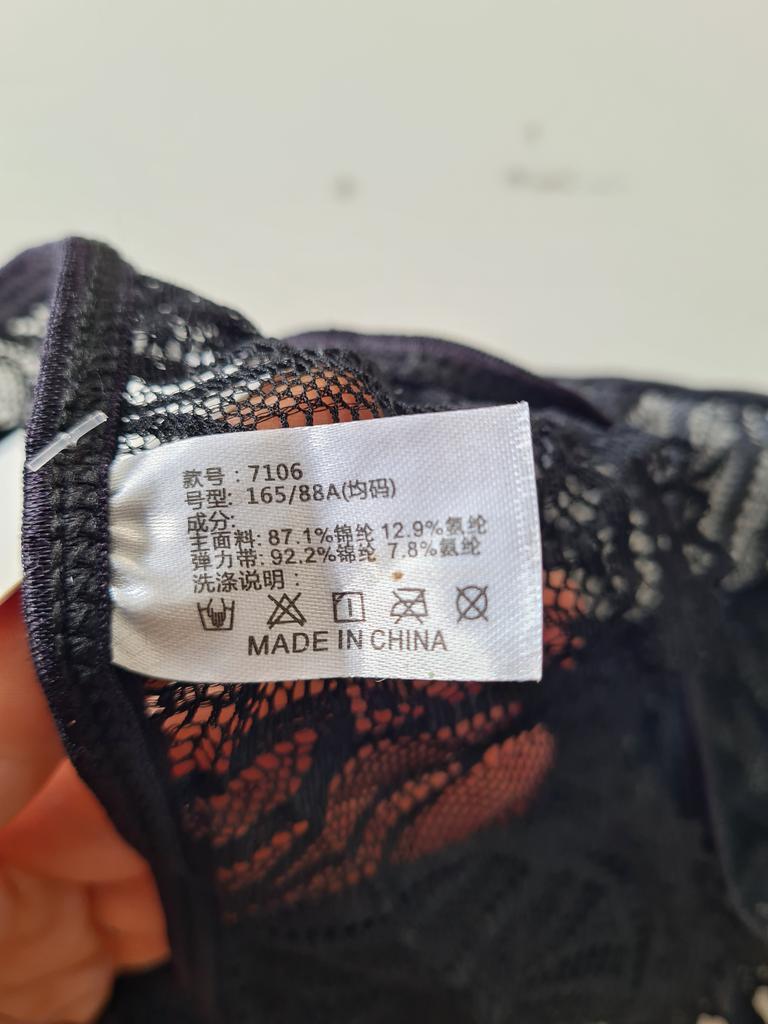 款号：7106
号型: 165/88A(均码)
成分:
主面料: 87.1%锦纶 12.9%氨纶
弹力带: 92.2%锦纶 7.8%氨纶
洗涤说明：
MADE IN CHINA